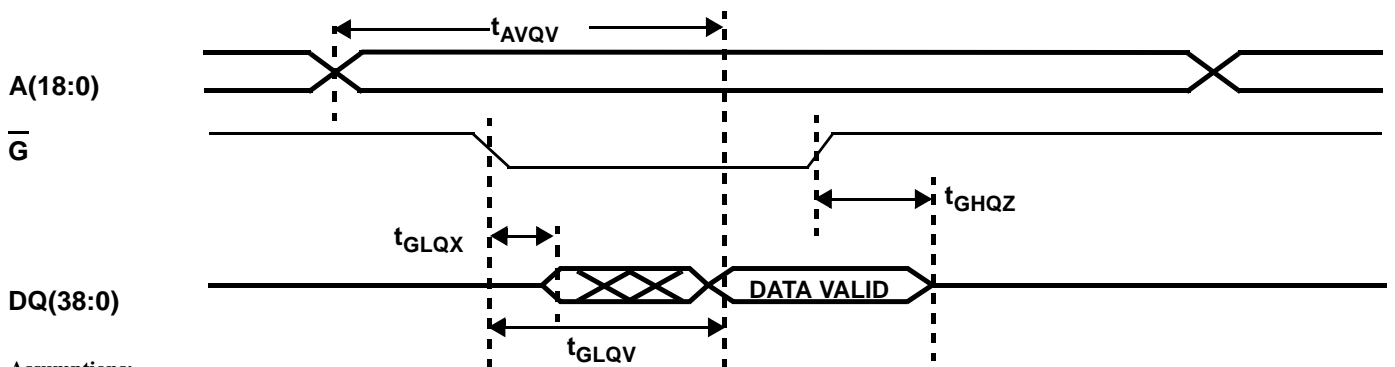 tAVQV
A(18:0)
G
tGHQZ
tGLQX
DQ(38:0)
DATA VALID
tGLQV